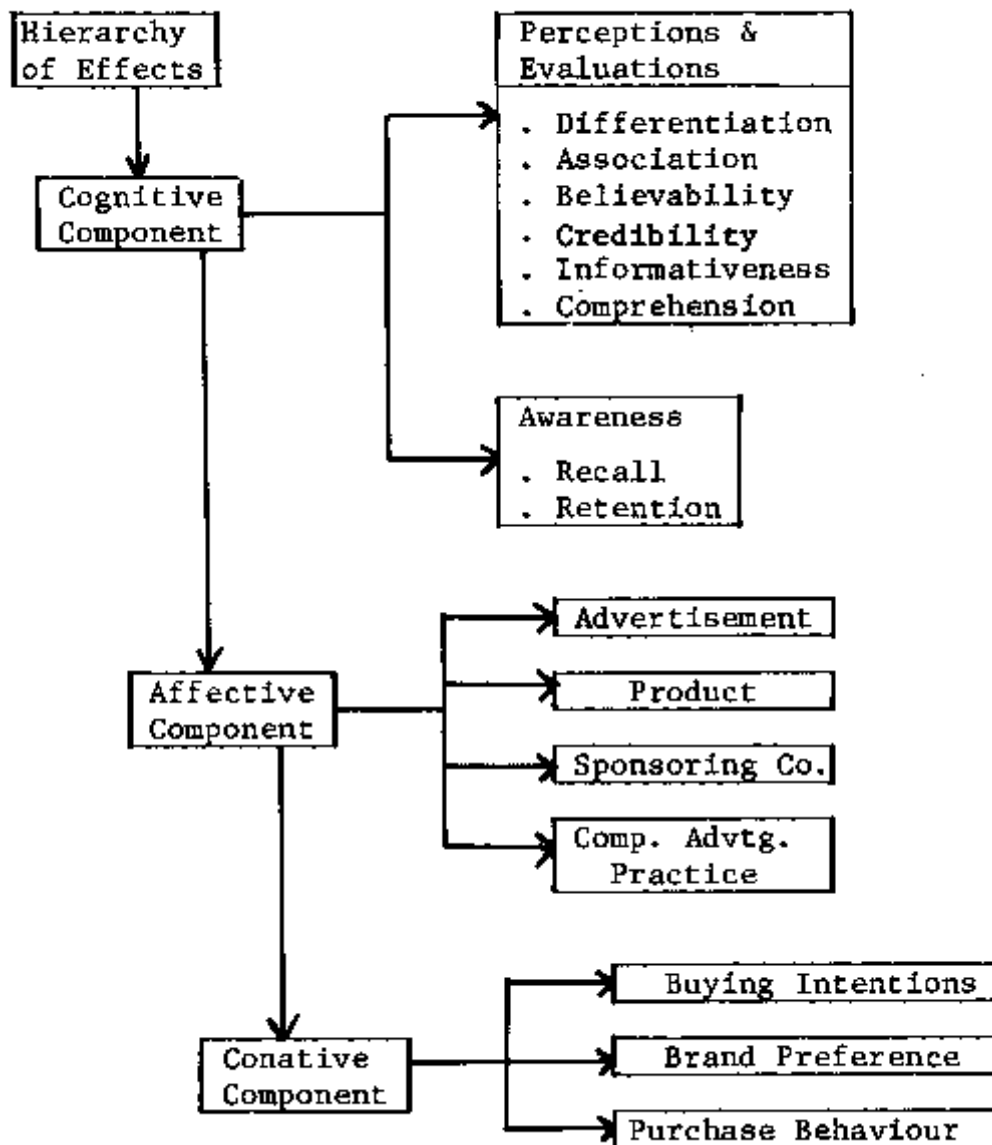 Hierarchy
of Effects
Perceptions &
Evaluations
. Differentiation
. Association
. Believability
. Credibility
. Informativeness
. Comprehension
Cognitive
Component
Awareness
. Recall
. Retention
Advertisement
Affective
Component
Product
Sponsoring Co.
Comp. Advtg.
Practice
Buying Intentions
Conative
Component
Brand Preference
Purchase Behaviour